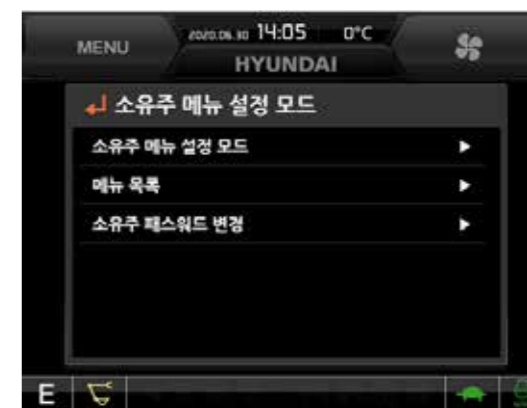 MENU
2020.06.30 14:05 0°C
HYUNDAI
소유주 메뉴 설정 모드
소유주 메뉴 설정 모드
메뉴 목록
소유주 패스워드 변경
E